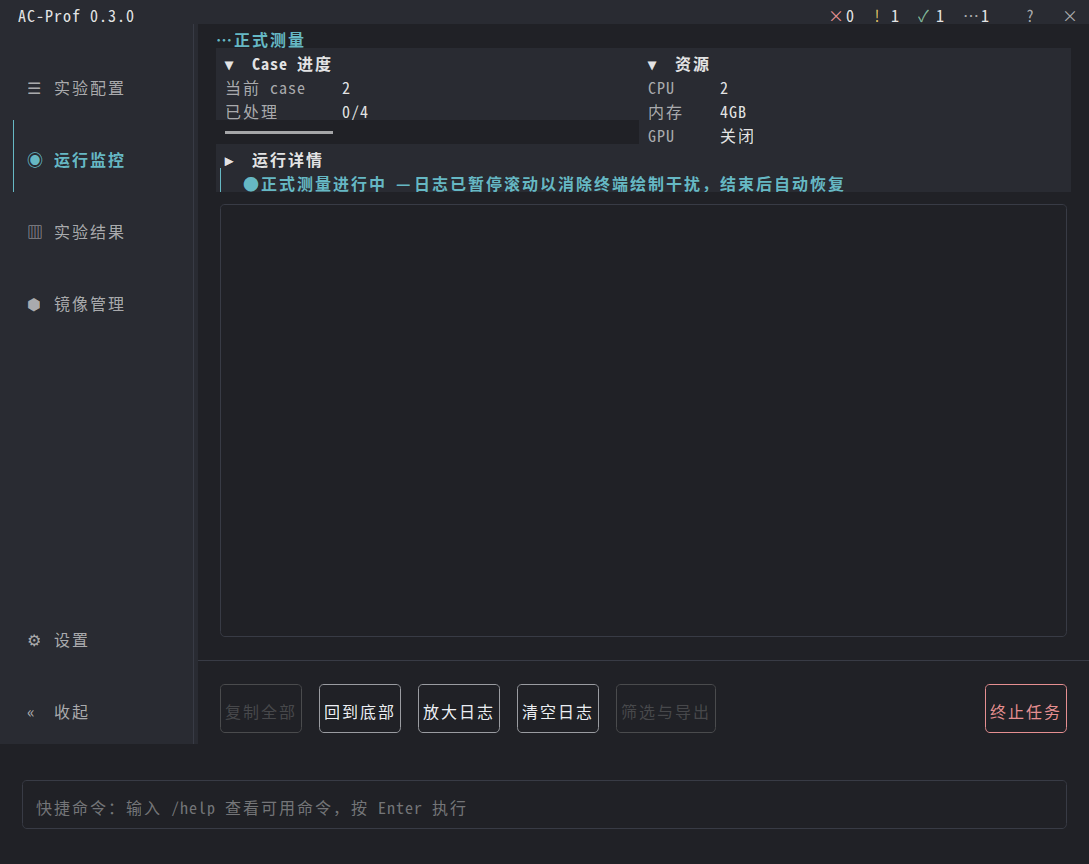 AC-Prof 0.3.0
×0 ! 1 ✓ 1 …1 ? ×
☰ 实验配置
◉ 运行监控
▥ 实验结果
⬢ 镜像管理
⚙ 设置
« 收起
…正式测量
▼ Case 进度
当前 case 2
已处理 0/4
▼ 资源
CPU 2
内存 4GB
GPU 关闭
▶ 运行详情
●正式测量进行中 —日志已暂停滚动以消除终端绘制干扰，结束后自动恢复
复制全部 回到底部 放大日志 清空日志 筛选与导出 终止任务
快捷命令：输入 /help 查看可用命令，按 Enter 执行